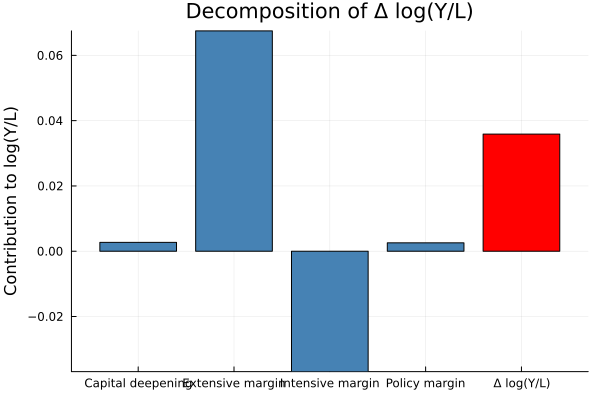 Decomposition of Δ log(Y/L)
Contribution to log(Y/L)
0.06
0.04
0.02
0.00
−0.02
Capital deepening Extensive margin Intensive margin Policy margin Δ log(Y/L)